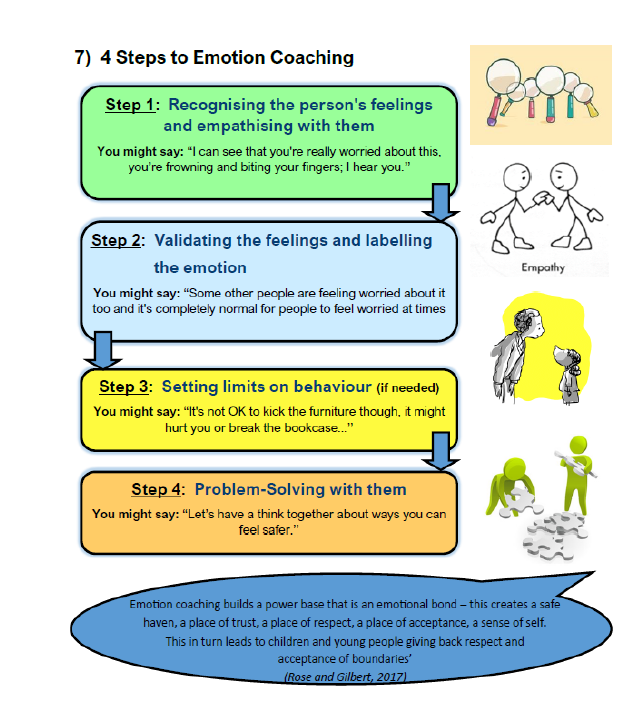 7) 4 Steps to Emotion Coaching
Step 1: Recognising the person's feelings
and empathising with them
You might say: “I can see that you're really worried about this,
you're frowning and biting your fingers; I hear you.”
Step 2: Validating the feelings and labelling
the emotion
You might say: “Some other people are feeling worried about it
too and it's completely normal for people to feel worried at times
Step 3: Setting limits on behaviour (if needed)
You might say: “It's not OK to kick the furniture though, it might
hurt you or break the bookcase...”
Step 4: Problem-Solving with them
You might say: “Let's have a think together about ways you can
feel safer.”
Empathy
Emotion coaching builds a power base that is an emotional bond – this creates a safe
haven, a place of trust, a place of respect, a place of acceptance, a sense of self.
This in turn leads to children and young people giving back respect and
acceptance of boundaries’
(Rose and Gilbert, 2017)